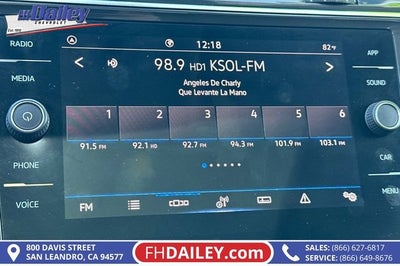 FH Dailey
CHEVROLET
RADIO
MEDIA
PHONE
VOICE
12:18
82°F
98.9 HD1 KSOL-FM
Angeles De Charly
Que Levante La Mano
1 2 3 4 5 6
91.5 FM 92.1 HD 92.7 FM 94.3 FM 101.9 FM 103.1 FM
FM
APP
SOUND
CAR
MENU
800 DAVIS STREET
SAN LEANDRO, CA 94577
FHDAILEY.COM
SALES: (866) 627-6817
SERVICE: (866) 649-8676